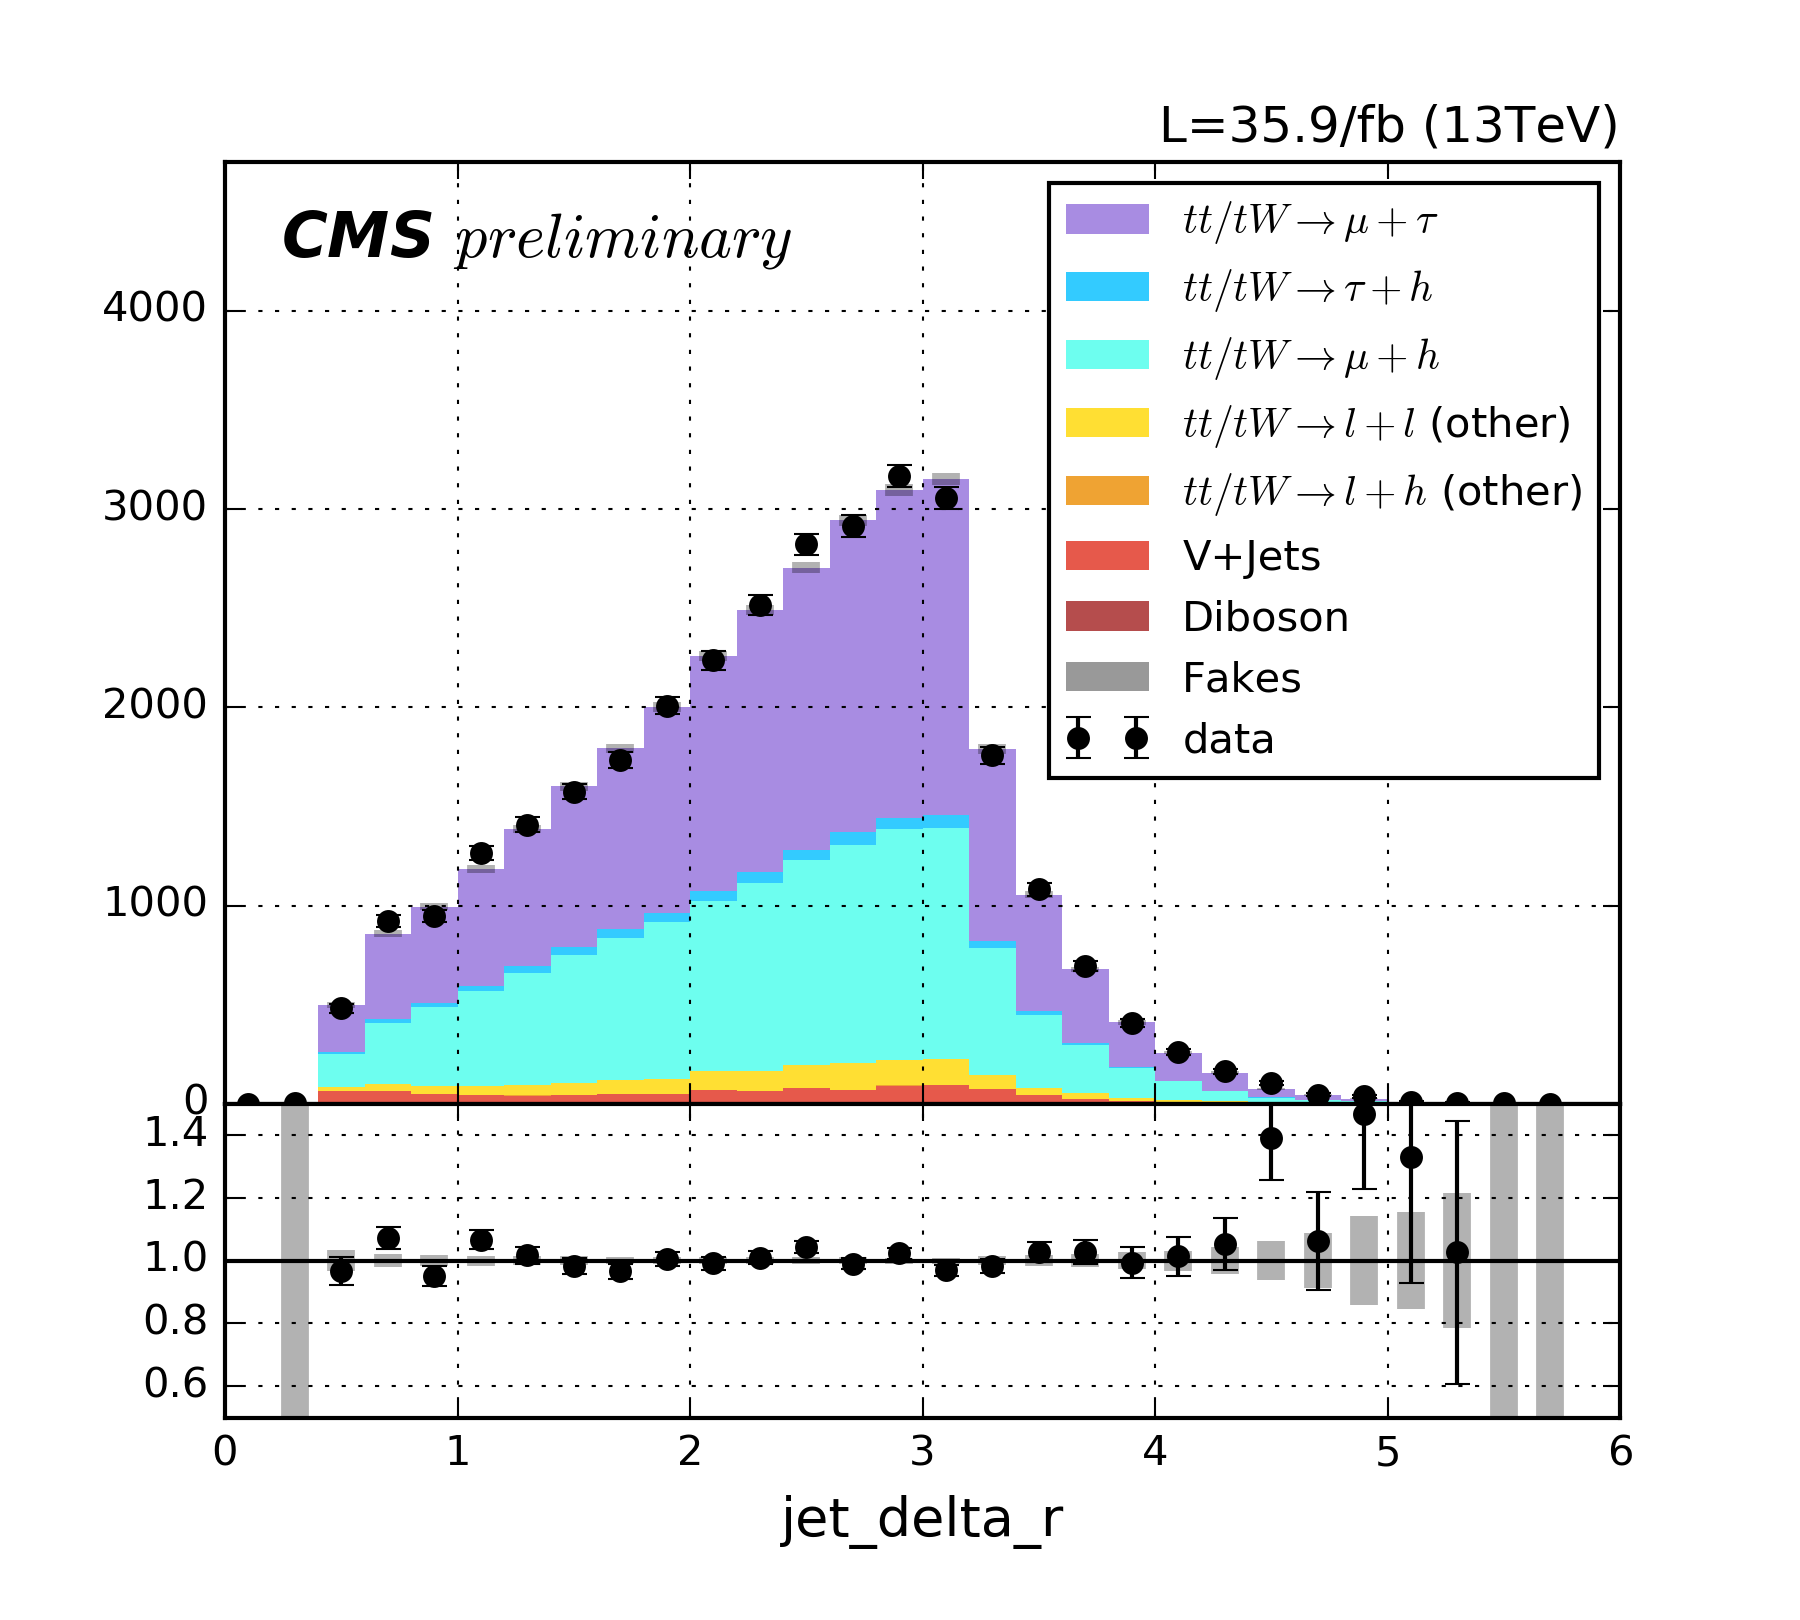 L=35.9/fb (13TeV)
CMS preliminary
tt/tW→μ+τ
tt/tW→τ+h
tt/tW→μ+h
tt/tW→l+l (other)
tt/tW→l+h (other)
V+Jets
Diboson
Fakes
data
4000
3000
2000
1000
0
1.4
1.2
1.0
0.8
0.6
0 1 2 3 4 5 6
jet_delta_r